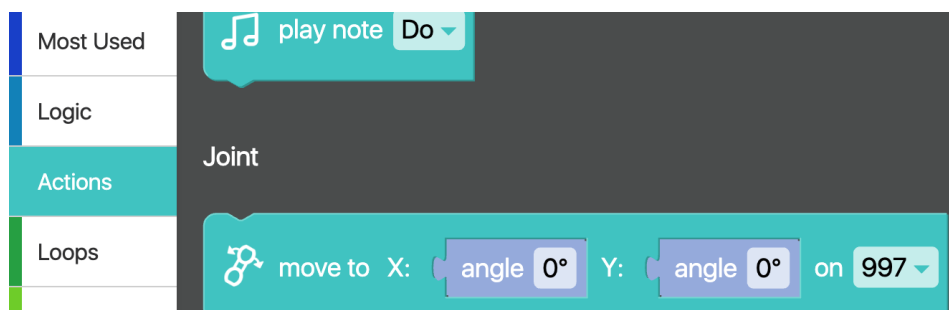 Most Used
Logic
Actions
Loops
play note Do
Joint
move to X: angle 0° Y: angle 0° on 997